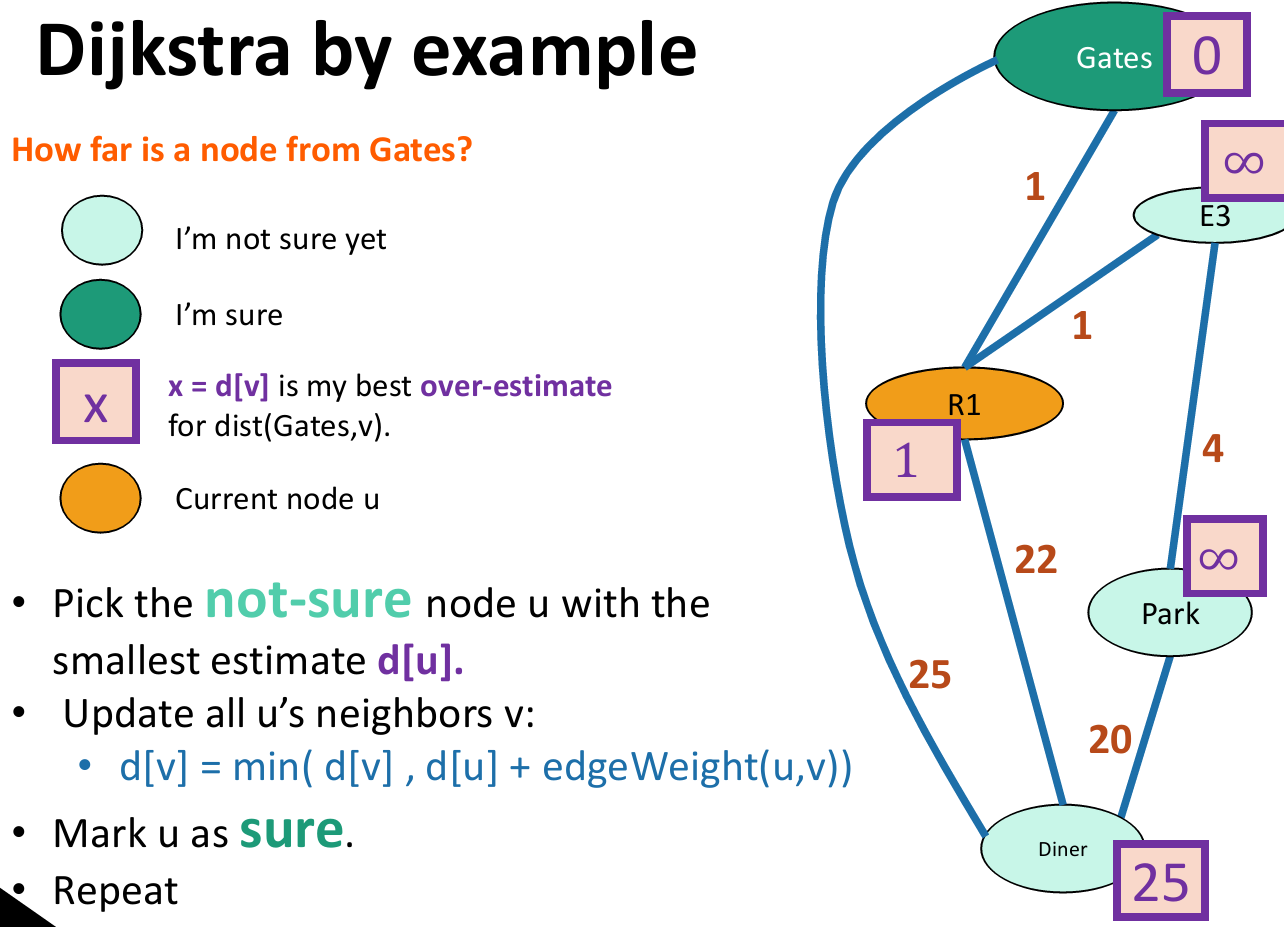 Dijkstra by example
How far is a node from Gates?
I'm not sure yet
I'm sure
x
x = d[v] is my best over-estimate
for dist(Gates,v).
Current node u
• Pick the not-sure node u with the
smallest estimate d[u].
• Update all u's neighbors v:
• d[v] = min( d[v] , d[u] + edgeWeight(u,v))
• Mark u as sure.
• Repeat
Gates
0
∞
E3
1
1
R1
1
4
22
∞
Park
25
20
Diner
25